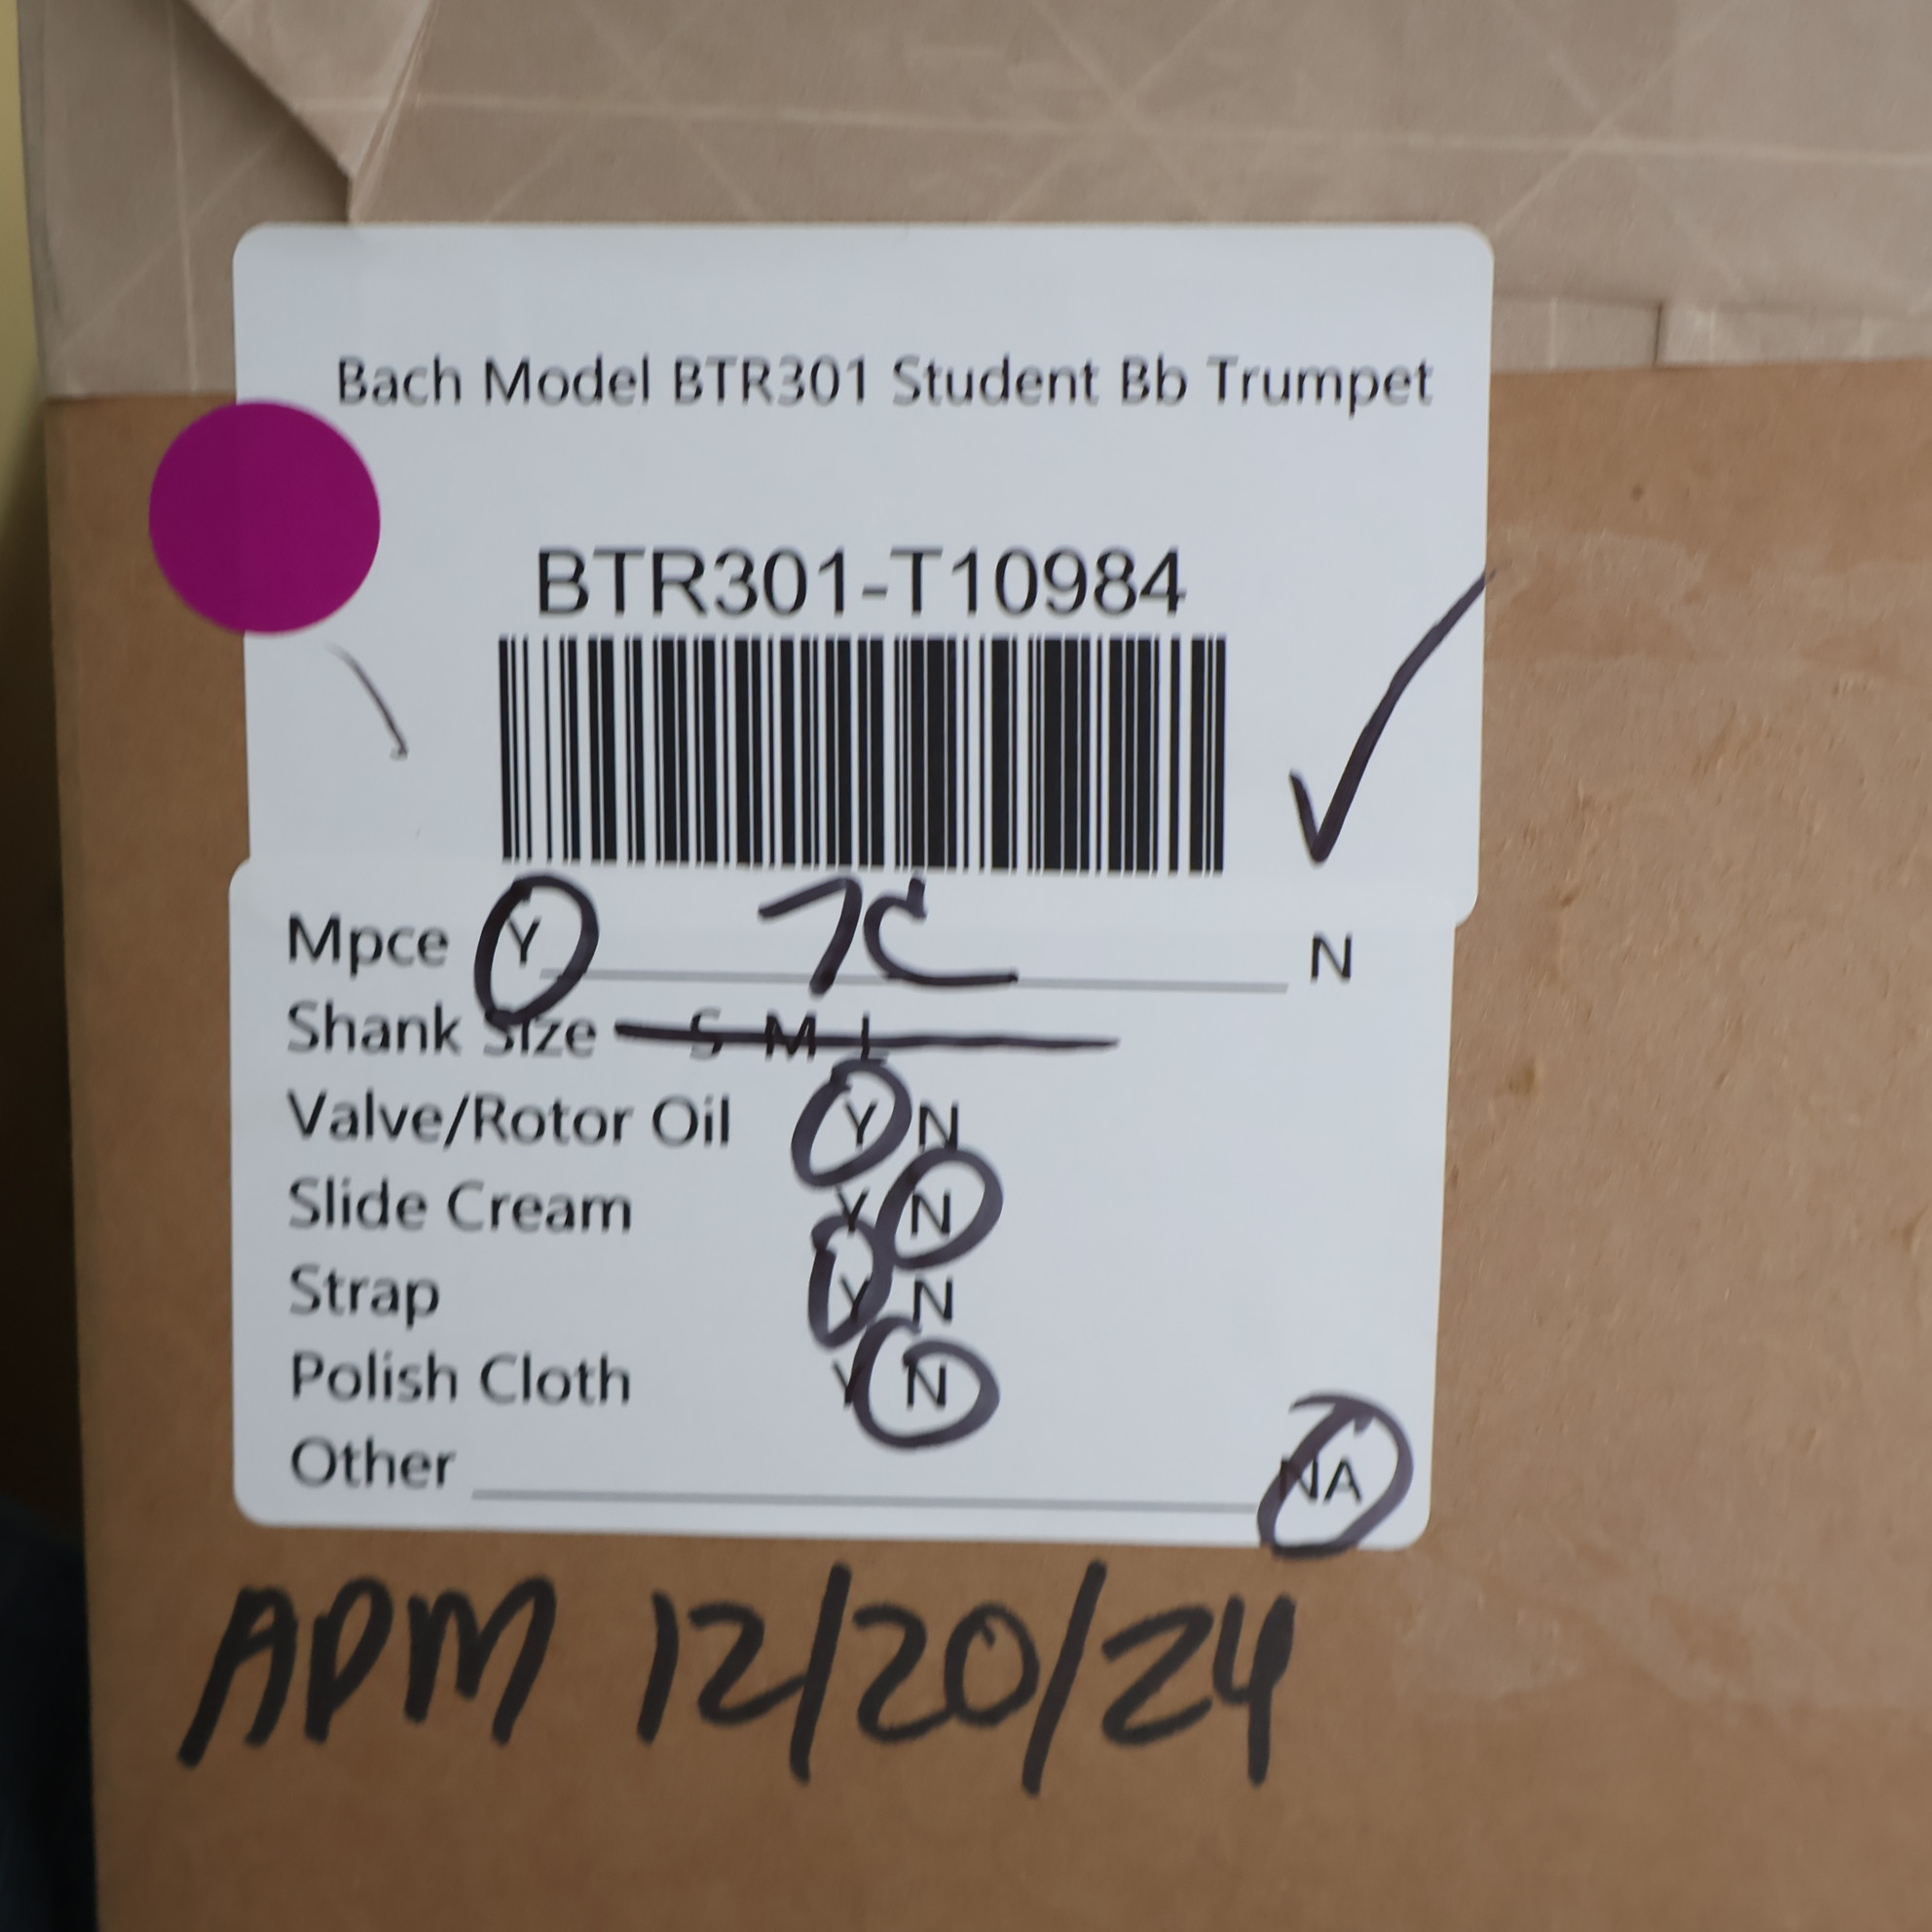 Bach Model BTR301 Student Bb Trumpet
BTR301-T10984
Mpce Y 7C N
Shank Size S M L
Valve/Rotor Oil Y N
Slide Cream Y N
Strap Y N
Polish Cloth Y N
Other NA
ADM 12/20/24